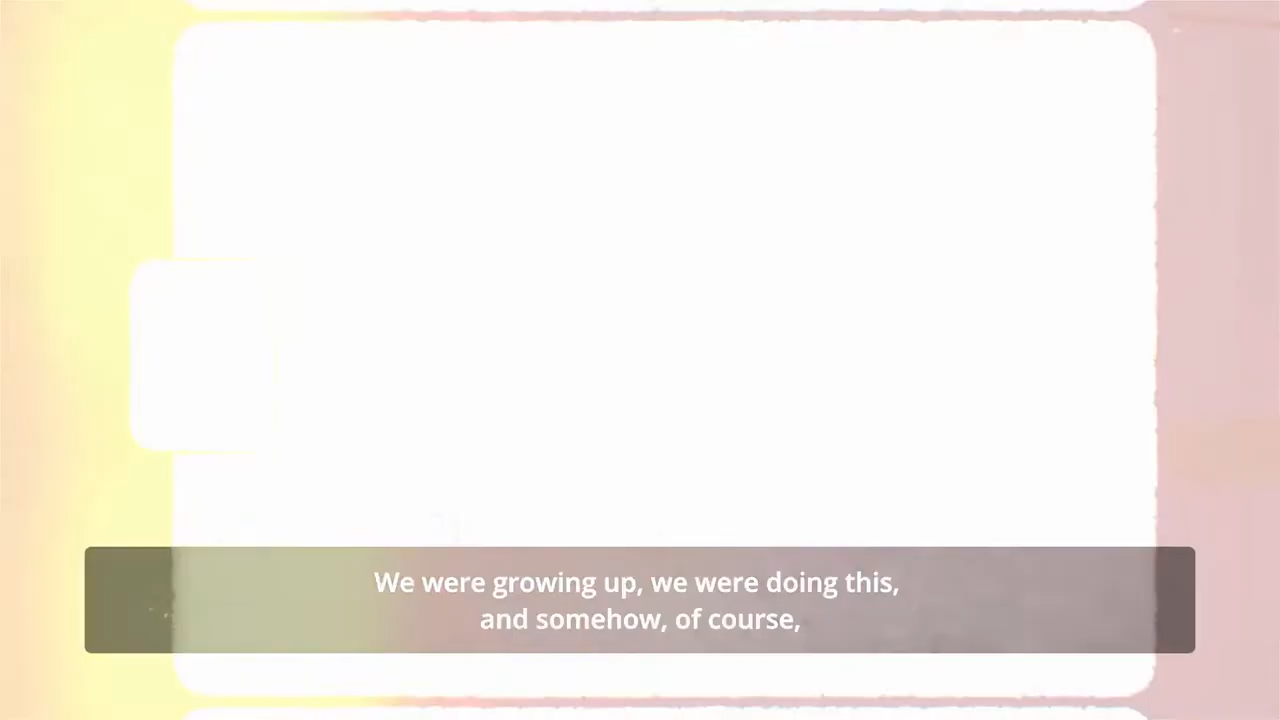 We were growing up, we were doing this,
and somehow, of course,